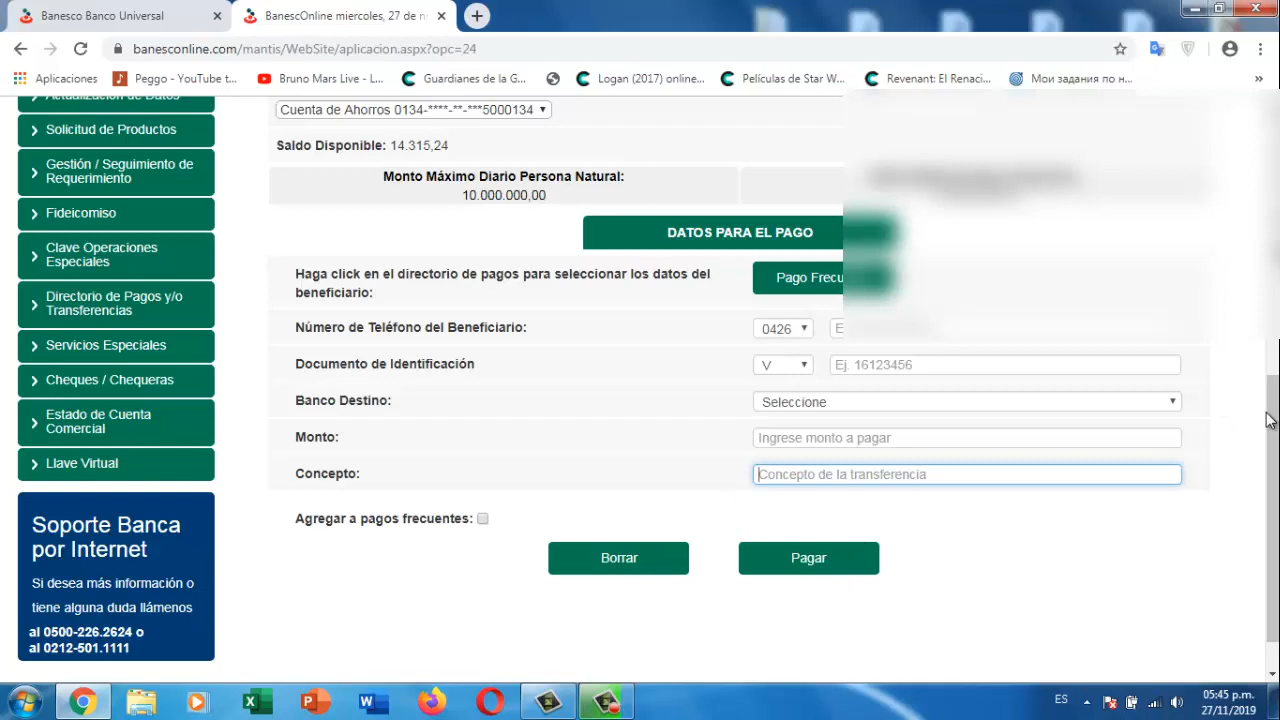 Banesco Banco Universal
BanescOnline miercoles, 27 de n
banesconline.com/mantis/WebSite/aplicacion.aspx?opc=24
Aplicaciones
Peggo - YouTube t...
Bruno Mars Live - L...
Guardianes de la G...
Logan (2017) online...
Películas de Star W...
Revenant: El Renaci...
Мои задания по н...
»
Actualización de Datos
Solicitud de Productos
Gestión / Seguimiento de
Requerimiento
Fideicomiso
Clave Operaciones
Especiales
Directorio de Pagos y/o
Transferencias
Servicios Especiales
Cheques / Chequeras
Estado de Cuenta
Comercial
Llave Virtual
Soporte Banca
por Internet
Si desea más información o
tiene alguna duda llámenos
al 0500-226.2624 o
al 0212-501.1111
Cuenta de Ahorros 0134-****-**-***5000134
Saldo Disponible: 14.315,24
Monto Máximo Diario Persona Natural:
10.000.000,00
DATOS PARA EL PAGO
Haga click en el directorio de pagos para seleccionar los datos del
beneficiario:
Pago Frecu
Número de Teléfono del Beneficiario:
0426
E
Documento de Identificación
V
Ej. 16123456
Banco Destino:
Seleccione
Monto:
Ingrese monto a pagar
Concepto:
Concepto de la transferencia
Agregar a pagos frecuentes:
Borrar
Pagar
ES
05:45 p.m.
27/11/2019